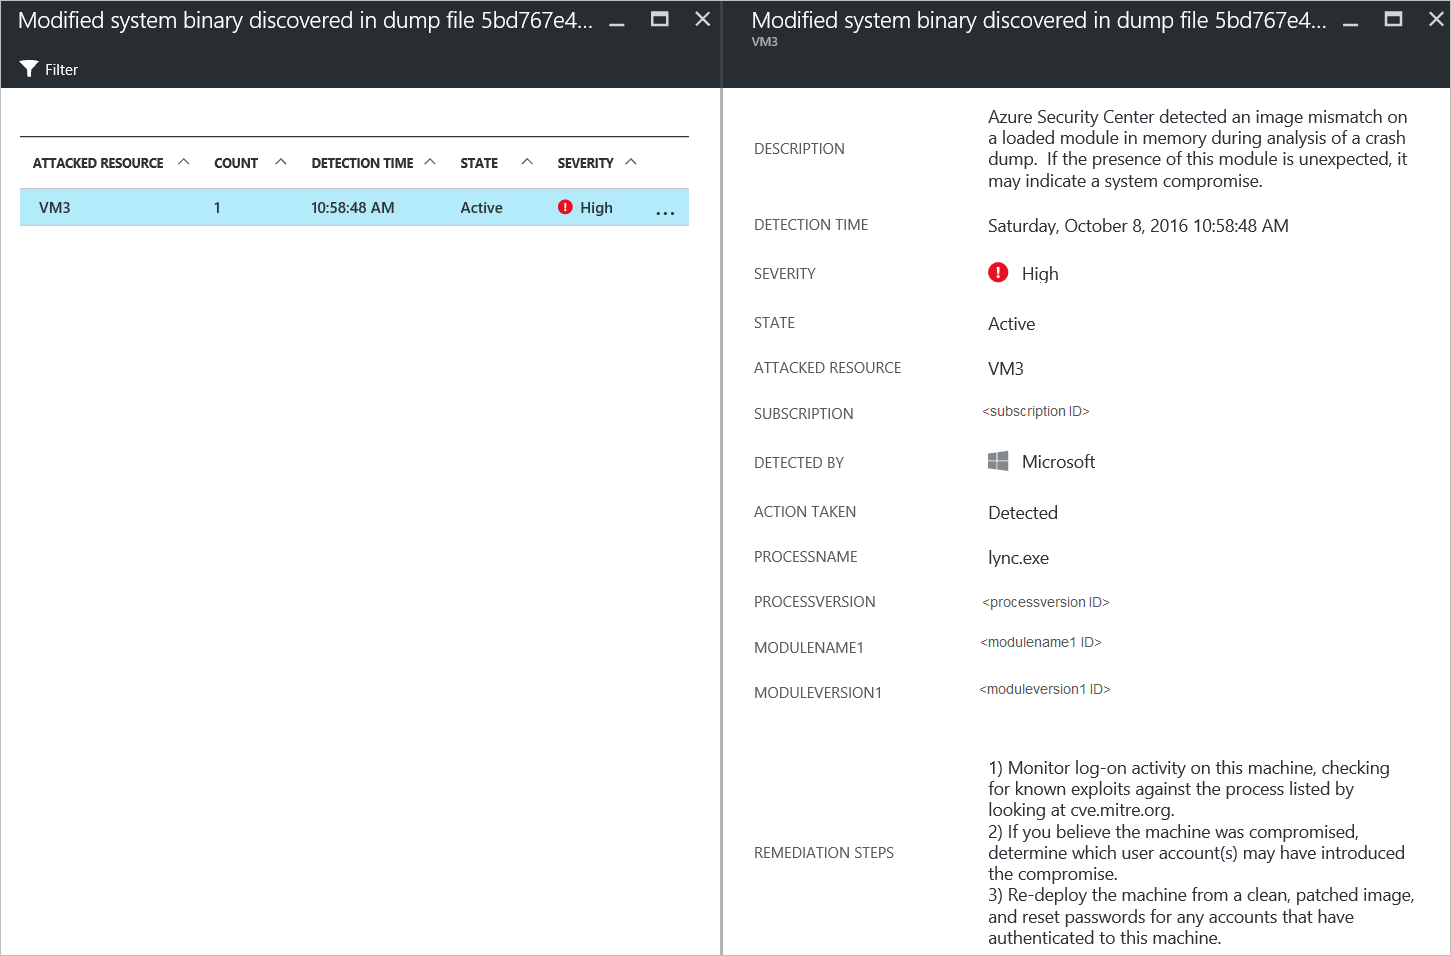 Modified system binary discovered in dump file 5bd767e4...
Filter
ATTACKED RESOURCE COUNT DETECTION TIME STATE SEVERITY
VM3 1 10:58:48 AM Active High ...
Modified system binary discovered in dump file 5bd767e4...
VM3
DESCRIPTION
Azure Security Center detected an image mismatch on
a loaded module in memory during analysis of a crash
dump.  If the presence of this module is unexpected, it
may indicate a system compromise.
DETECTION TIME Saturday, October 8, 2016 10:58:48 AM
SEVERITY High
STATE Active
ATTACKED RESOURCE VM3
SUBSCRIPTION <subscription ID>
DETECTED BY Microsoft
ACTION TAKEN Detected
PROCESSNAME lync.exe
PROCESSVERSION <processversion ID>
MODULENAME1 <modulename1 ID>
MODULEVERSION1 <moduleversion1 ID>
REMEDIATION STEPS
1) Monitor log-on activity on this machine, checking
for known exploits against the process listed by
looking at cve.mitre.org.
2) If you believe the machine was compromised,
determine which user account(s) may have introduced
the compromise.
3) Re-deploy the machine from a clean, patched image,
and reset passwords for any accounts that have
authenticated to this machine.